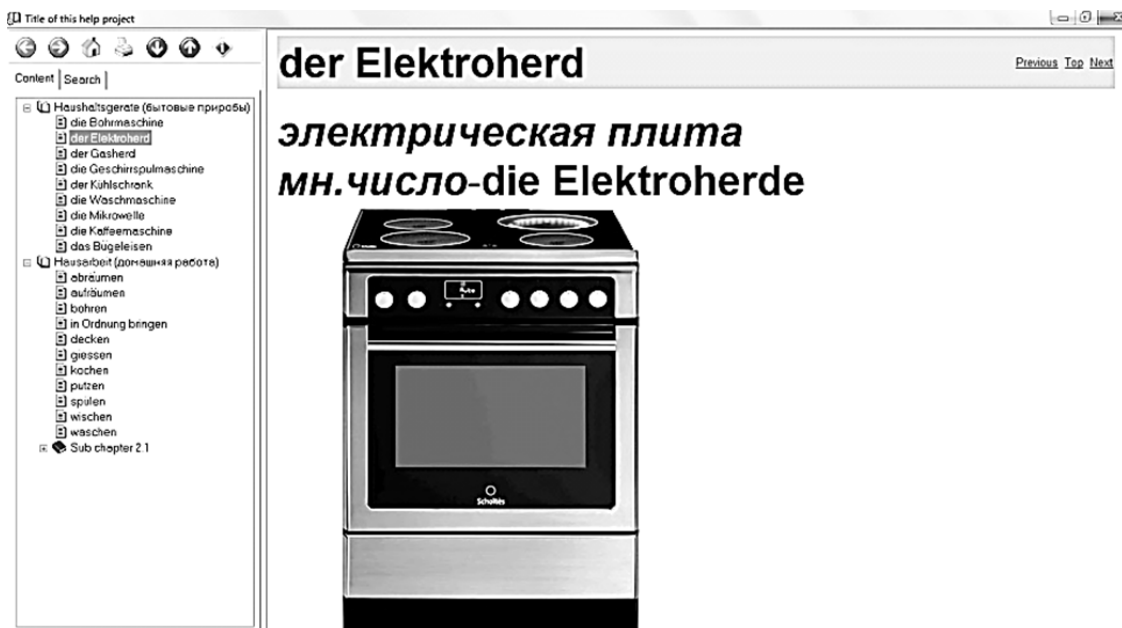 Title of this help project
Content Search
Haushaltsgerate (бытовые прирабы)
die Bohrmaschine
der Elektroherd
der Gasherd
die Geschirrspulmaschine
der Kühlschrank
die Waschmaschine
die Mikrowelle
die Kaffeemaschine
das Bügeleisen
Hausarbeit (домашняя работа)
abräumen
aufräumen
bohren
in Ordnung bringen
decken
giessen
kochen
putzen
spulen
wischen
waschen
Sub chapter 2.1
der Elektroherd
Previous Top Next
электрическая плита
мн.число-die Elektroherde
Scholtès